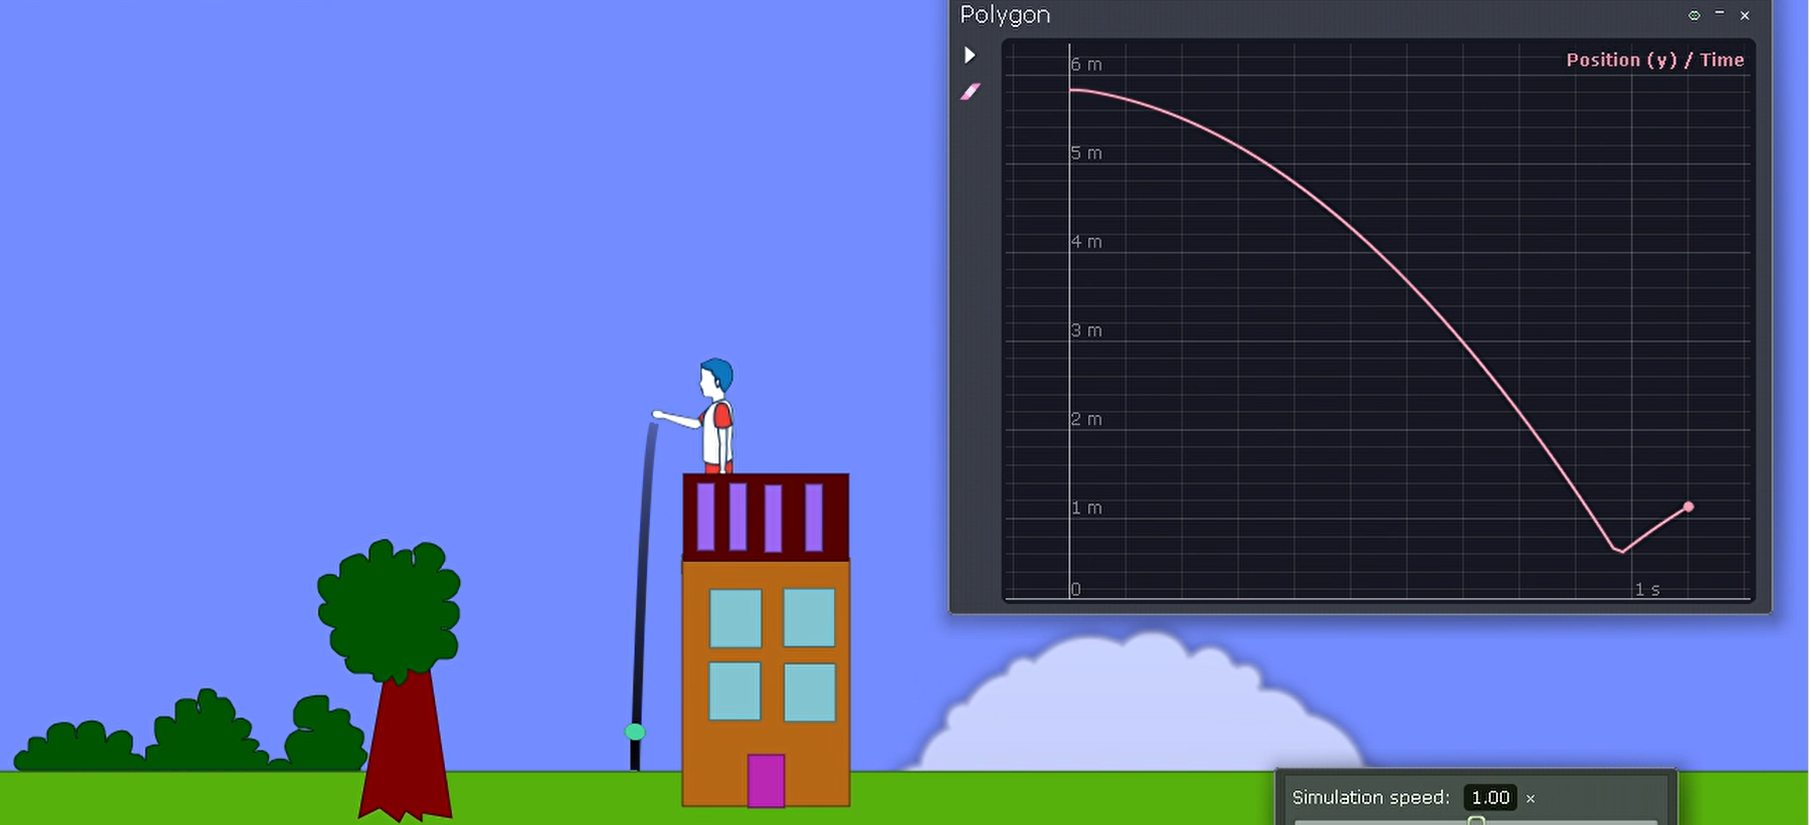 Polygon
Position (y) / Time
6 m
5 m
4 m
3 m
2 m
1 m
0
1 s
Simulation speed: 1.00 ×